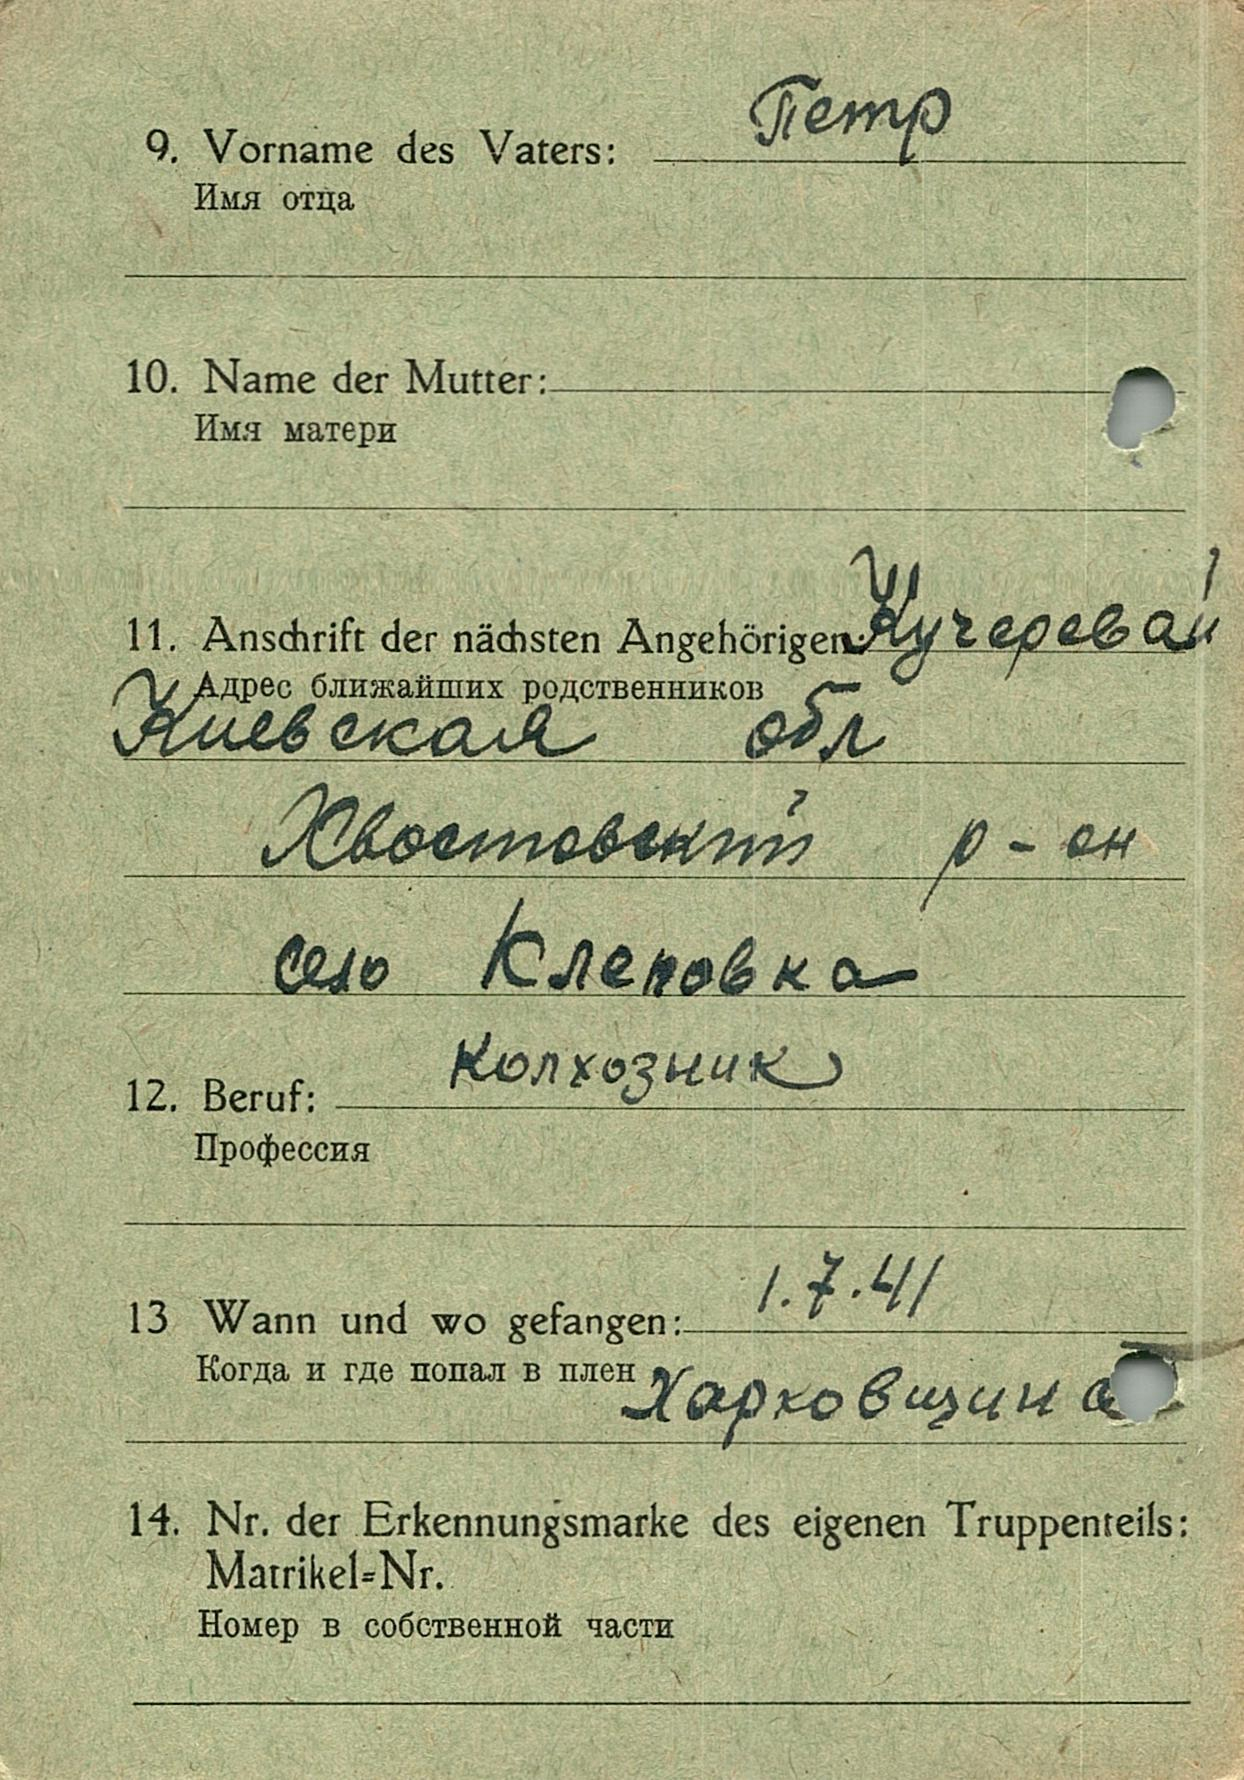 9. Vorname des Vaters: Петр
Имя отца
10. Name der Mutter:
Имя матери
11. Anschrift der nächsten Angehörigen: Кучеревай
Адрес ближайших родственников
Киевская обл
Хвостовский р-он
село Клеповка
колхозник
12. Beruf:
Профессия
13 Wann und wo gefangen: 1.7.41
Когда и где попал в плен Харковщина
14. Nr. der Erkennungsmarke des eigenen Truppenteils:
Matrikel=Nr.
Номер в собственной части